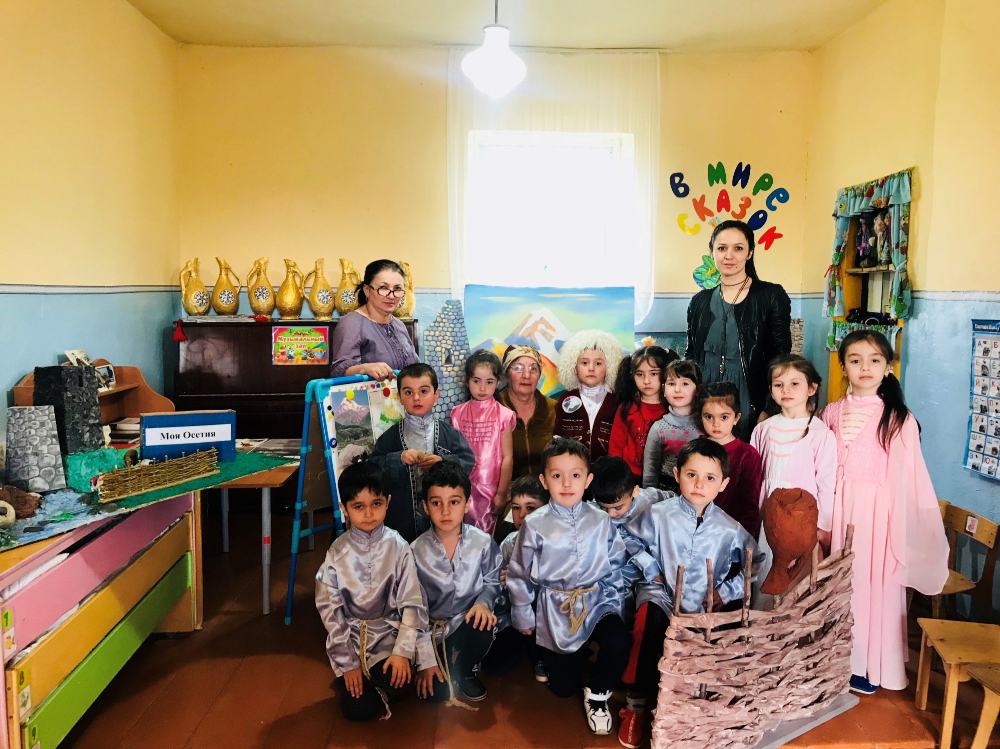 В МИРЕ
СКАЗОК
Музыкальный
зал
Моя Осетия
А Б
Е Ё
Й К
О П
У Ф
Ш Щ
Э Ю